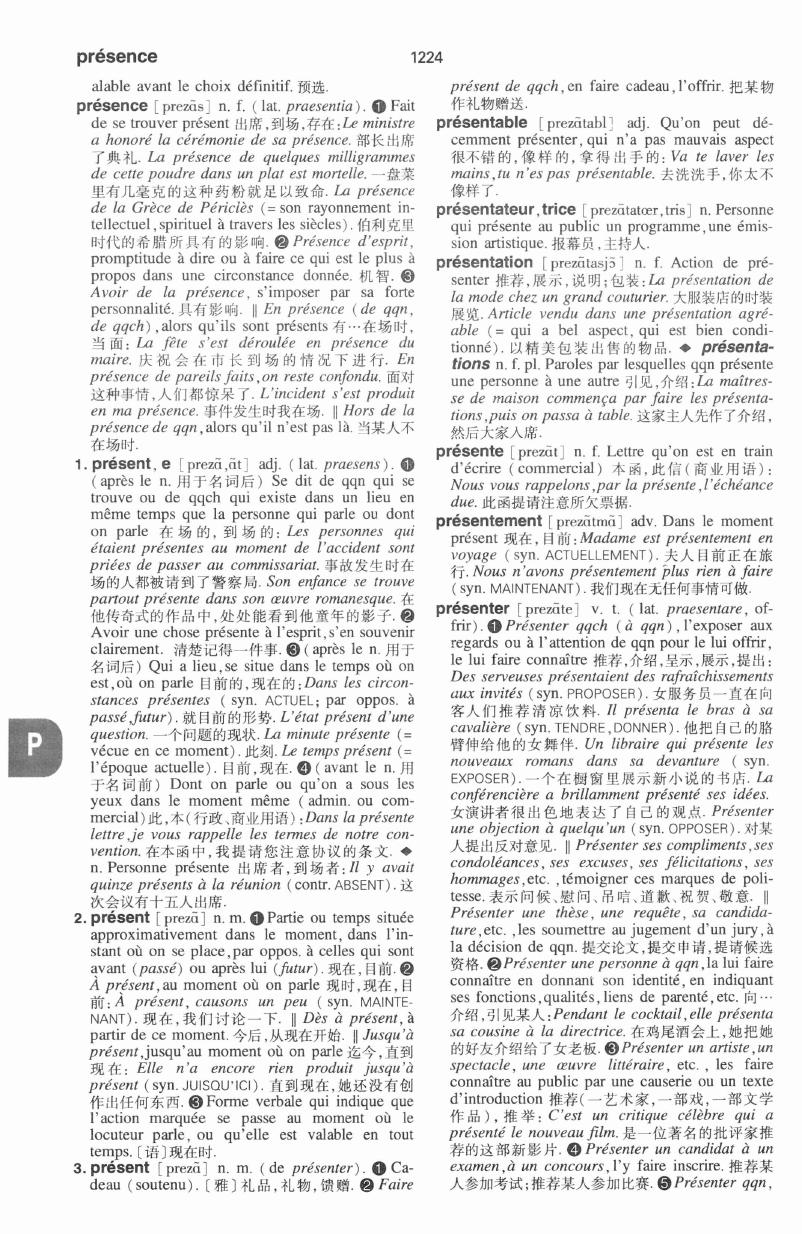 présence
1224
alable avant le choix définitif. 预选.
présence [prezɑ̃s] n. f. ( lat. praesentia). ❶ Fait
de se trouver présent 出席,到场,存在:Le ministre
a honoré la cérémonie de sa présence. 部长出席
了典礼. La présence de quelques milligrammes
de cette poudre dans un plat est mortelle. 一盘菜
里有几毫克的这种药粉就足以致命. La présence
de la Grèce de Périclès (= son rayonnement in-
tellectuel, spirituel à travers les siècles). 伯利克里
时代的希腊所具有的影响. ❷ Présence d'esprit,
promptitude à dire ou à faire ce qui est le plus à
propos dans une circonstance donnée. 机智. ❸
Avoir de la présence, s'imposer par sa forte
personnalité. 具有影响. ‖ En présence (de qqn,
de qqch), alors qu'ils sont présents 有…在场时,
当面: La fête s'est déroulée en présence du
maire. 庆祝会在市长到场的情况下进行. En
présence de pareils faits, on reste confondu. 面对
这种事情,人们都惊呆了. L'incident s'est produit
en ma présence. 事件发生时我在场. ‖ Hors de la
présence de qqn, alors qu'il n'est pas là. 当某人不
在场时.
1. présent, e [prezɑ̃,ɑ̃t] adj. ( lat. praesens). ❶
(après le n. 用于名词后) Se dit de qqn qui se
trouve ou de qqch qui existe dans un lieu en
même temps que la personne qui parle ou dont
on parle 在场的, 到场的: Les personnes qui
étaient présentes au moment de l'accident sont
priées de passer au commissariat. 事故发生时在
场的人都被请到了警察局. Son enfance se trouve
partout présente dans son œuvre romanesque. 在
他传奇式的作品中,处处能看到他童年的影子. ❷
Avoir une chose présente à l'esprit, s'en souvenir
clairement. 清楚记得一件事. ❸ (après le n. 用于
名词后) Qui a lieu, se situe dans le temps où on
est, où on parle 目前的,现在的:Dans les circon-
stances présentes ( syn. ACTUEL; par oppos. à
passé, futur). 就目前的形势. L'état présent d'une
question. 一个问题的现状. La minute présente (=
vécue en ce moment). 此刻. Le temps présent (=
l'époque actuelle). 目前,现在. ❹ (avant le n. 用
于名词前) Dont on parle ou qu'on a sous les
yeux dans le moment même ( admin. ou com-
mercial) 此,本(行政、商业用语):Dans la présente
lettre, je vous rappelle les termes de notre con-
vention. 在本函中,我提请您注意协议的条文. ◆
n. Personne présente 出席者,到场者: Il y avait
quinze présents à la réunion (contr. ABSENT). 这
次会议有十五人出席.
2. présent [prezɑ̃] n. m. ❶ Partie ou temps située
approximativement dans le moment, dans l'in-
stant où on se place, par oppos. à celles qui sont
avant (passé) ou après lui (futur). 现在,目前. ❷
À présent, au moment où on parle 现时,现在,目
前: À présent, causons un peu ( syn. MAINTE-
NANT). 现在,我们讨论一下. ‖ Dès à présent, à
partir de ce moment. 今后,从现在开始. ‖ Jusqu'à
présent, jusqu'au moment où on parle 迄今,直到
现在: Elle n'a encore rien produit jusqu'à
présent (syn. JUISQU'ICI). 直到现在,她还没有创
作出任何东西. ❸ Forme verbale qui indique que
l'action marquée se passe au moment où le
locuteur parle, ou qu'elle est valable en tout
temps. 〔语〕现在时.
3. présent [prezɑ̃] n. m. ( de présenter). ❶ Ca-
deau (soutenu). 〔雅〕礼品,礼物,馈赠. ❷ Faire
présent de qqch, en faire cadeau, l'offrir. 把某物
作礼物赠送.
présentable [prezɑ̃tabl] adj. Qu'on peut dé-
cemment présenter, qui n'a pas mauvais aspect
很不错的,像样的,拿得出手的: Va te laver les
mains, tu n'es pas présentable. 去洗洗手,你太不
像样了.
présentateur, trice [prezɑ̃tatœr,tris] n. Personne
qui présente au public un programme, une émis-
sion artistique. 报幕员,主持人.
présentation [prezɑ̃tasjɔ̃] n. f. Action de pré-
senter 推荐,展示,说明;包装: La présentation de
la mode chez un grand couturier. 大服装店的时装
展览. Article vendu dans une présentation agré-
able (= qui a bel aspect, qui est bien condi-
tionné). 以精美包装出售的物品. ◆ présenta-
tions n. f. pl. Paroles par lesquelles qqn présente
une personne à une autre 引见,介绍:La maîtres-
se de maison commença par faire les présenta-
tions, puis on passa à table. 这家主人先作了介绍,
然后大家入席.
présente [prezɑ̃t] n. f. Lettre qu'on est en train
d'écrire ( commercial) 本函,此信(商业用语):
Nous vous rappelons, par la présente, l'échéance
due. 此函提请注意所欠票据.
présentement [prezɑ̃tmɑ̃] adv. Dans le moment
présent 现在,目前: Madame est présentement en
voyage ( syn. ACTUELLEMENT). 夫人目前正在旅
行. Nous n'avons présentement plus rien à faire
( syn. MAINTENANT). 我们现在无任何事情可做.
présenter [prezɑ̃te] v. t. ( lat. praesentare, of-
frir). ❶ Présenter qqch (à qqn), l'exposer aux
regards ou à l'attention de qqn pour le lui offrir,
le lui faire connaître 推荐,介绍,呈示,展示,提出:
Des serveuses présentaient des rafraîchissements
aux invités (syn. PROPOSER). 女服务员一直在向
客人们推荐清凉饮料. Il présenta le bras à sa
cavalière (syn. TENDRE, DONNER). 他把自己的胳
臂伸给他的女舞伴. Un libraire qui présente les
nouveaux romans dans sa devanture ( syn.
EXPOSER). 一个在橱窗里展示新小说的书店. La
conférencière a brillamment présenté ses idées.
女演讲者很出色地表达了自己的观点. Présenter
une objection à quelqu'un (syn. OPPOSER). 对某
人提出反对意见. ‖ Présenter ses compliments, ses
condoléances, ses excuses, ses félicitations, ses
hommages, etc. , témoigner ces marques de poli-
tesse. 表示问候、慰问、吊唁、道歉、祝贺、敬意. ‖
Présenter une thèse, une requête, sa candida-
ture, etc. , les soumettre au jugement d'un jury, à
la décision de qqn. 提交论文,提交申请,提请候选
资格. ❷ Présenter une personne à qqn, la lui faire
connaître en donnant son identité, en indiquant
ses fonctions, qualités, liens de parenté, etc. 向…
介绍,引见某人: Pendant le cocktail, elle présenta
sa cousine à la directrice. 在鸡尾酒会上,她把她
的好友介绍给了女老板. ❸ Présenter un artiste, un
spectacle, une œuvre littéraire, etc. , les faire
connaître au public par une causerie ou un texte
d'introduction 推荐(一艺术家,一部戏,一部文学
作品), 推举: C'est un critique célèbre qui a
présenté le nouveau film. 是一位著名的批评家推
荐的这部新影片. ❹ Présenter un candidat à un
examen, à un concours, l'y faire inscrire. 推荐某
人参加考试;推荐某人参加比赛. ❺ Présenter qqn,
P